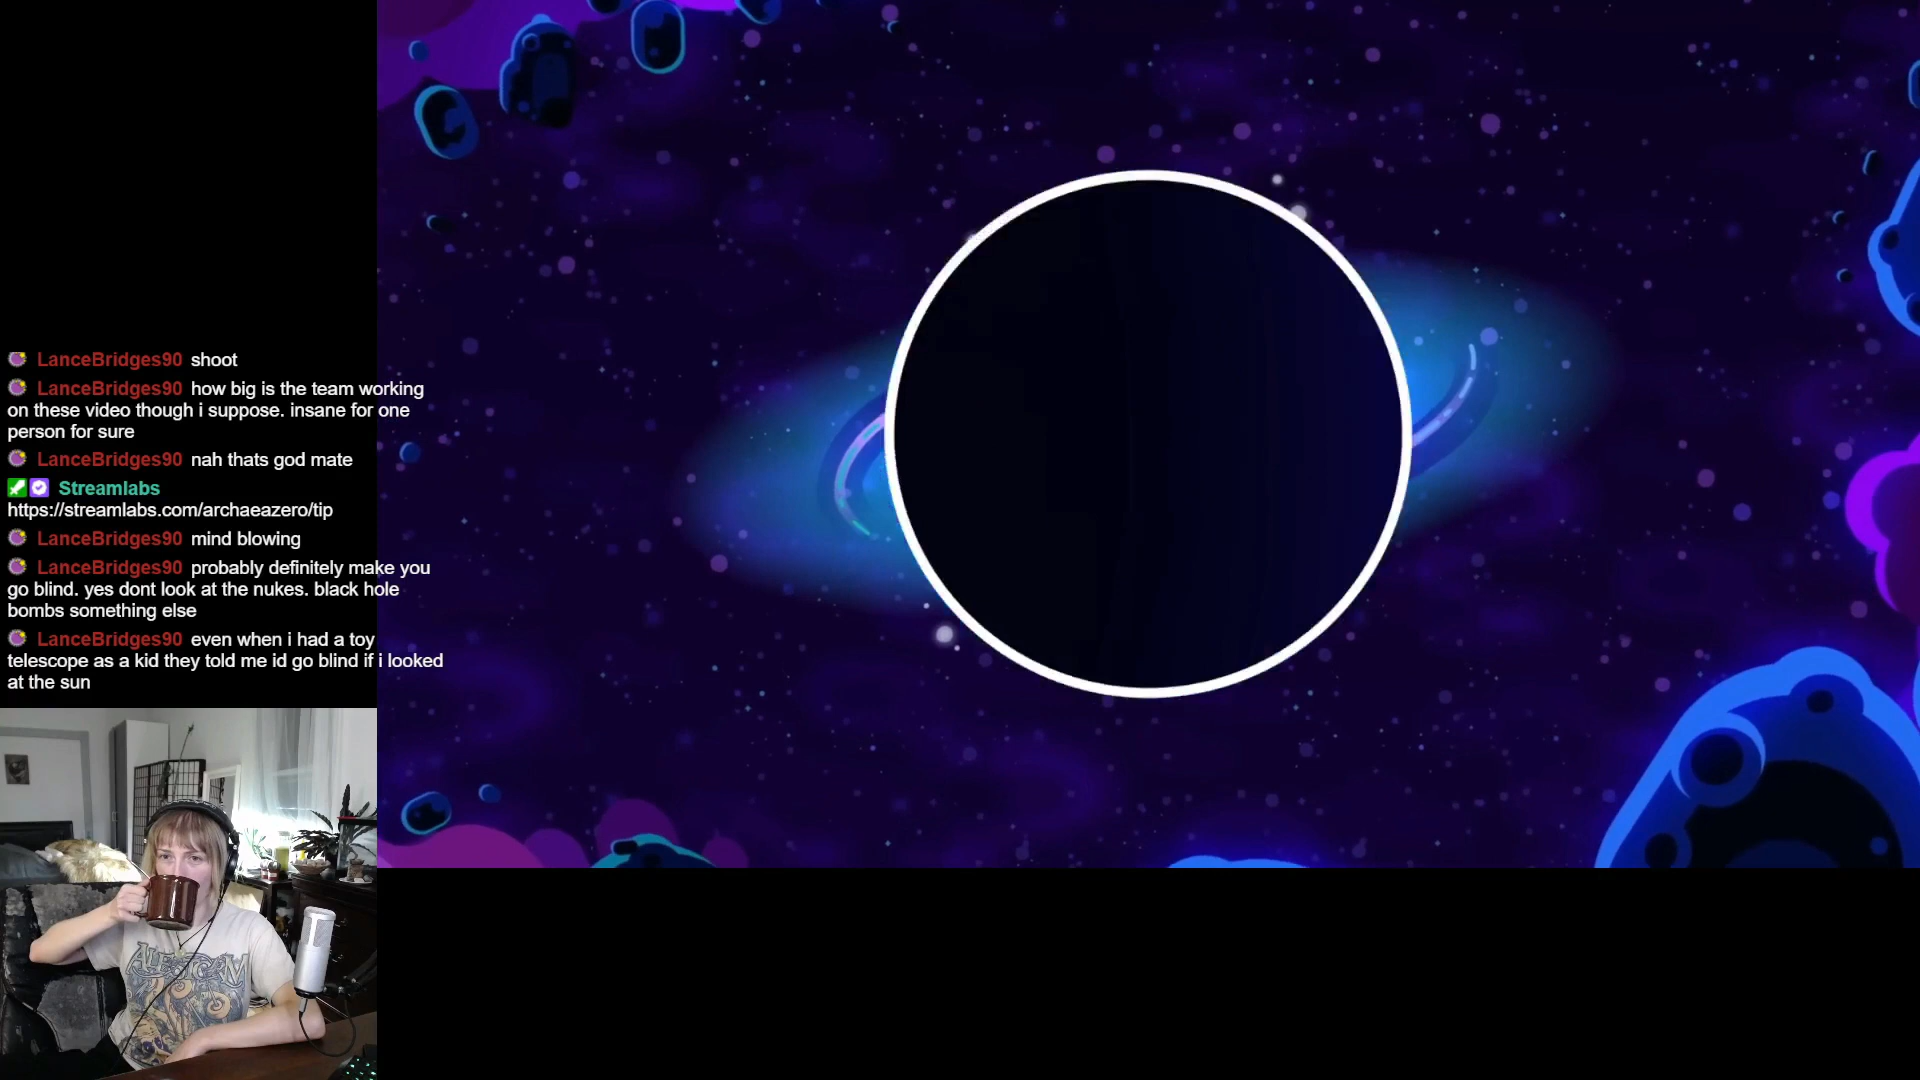 LanceBridges90 shoot
LanceBridges90 how big is the team working
on these video though i suppose. insane for one
person for sure
LanceBridges90 nah thats god mate
Streamlabs
https://streamlabs.com/archaeazero/tip
LanceBridges90 mind blowing
LanceBridges90 probably definitely make you
go blind. yes dont look at the nukes. black hole
bombs something else
LanceBridges90 even when i had a toy
telescope as a kid they told me id go blind if i looked
at the sun
ALESTORM